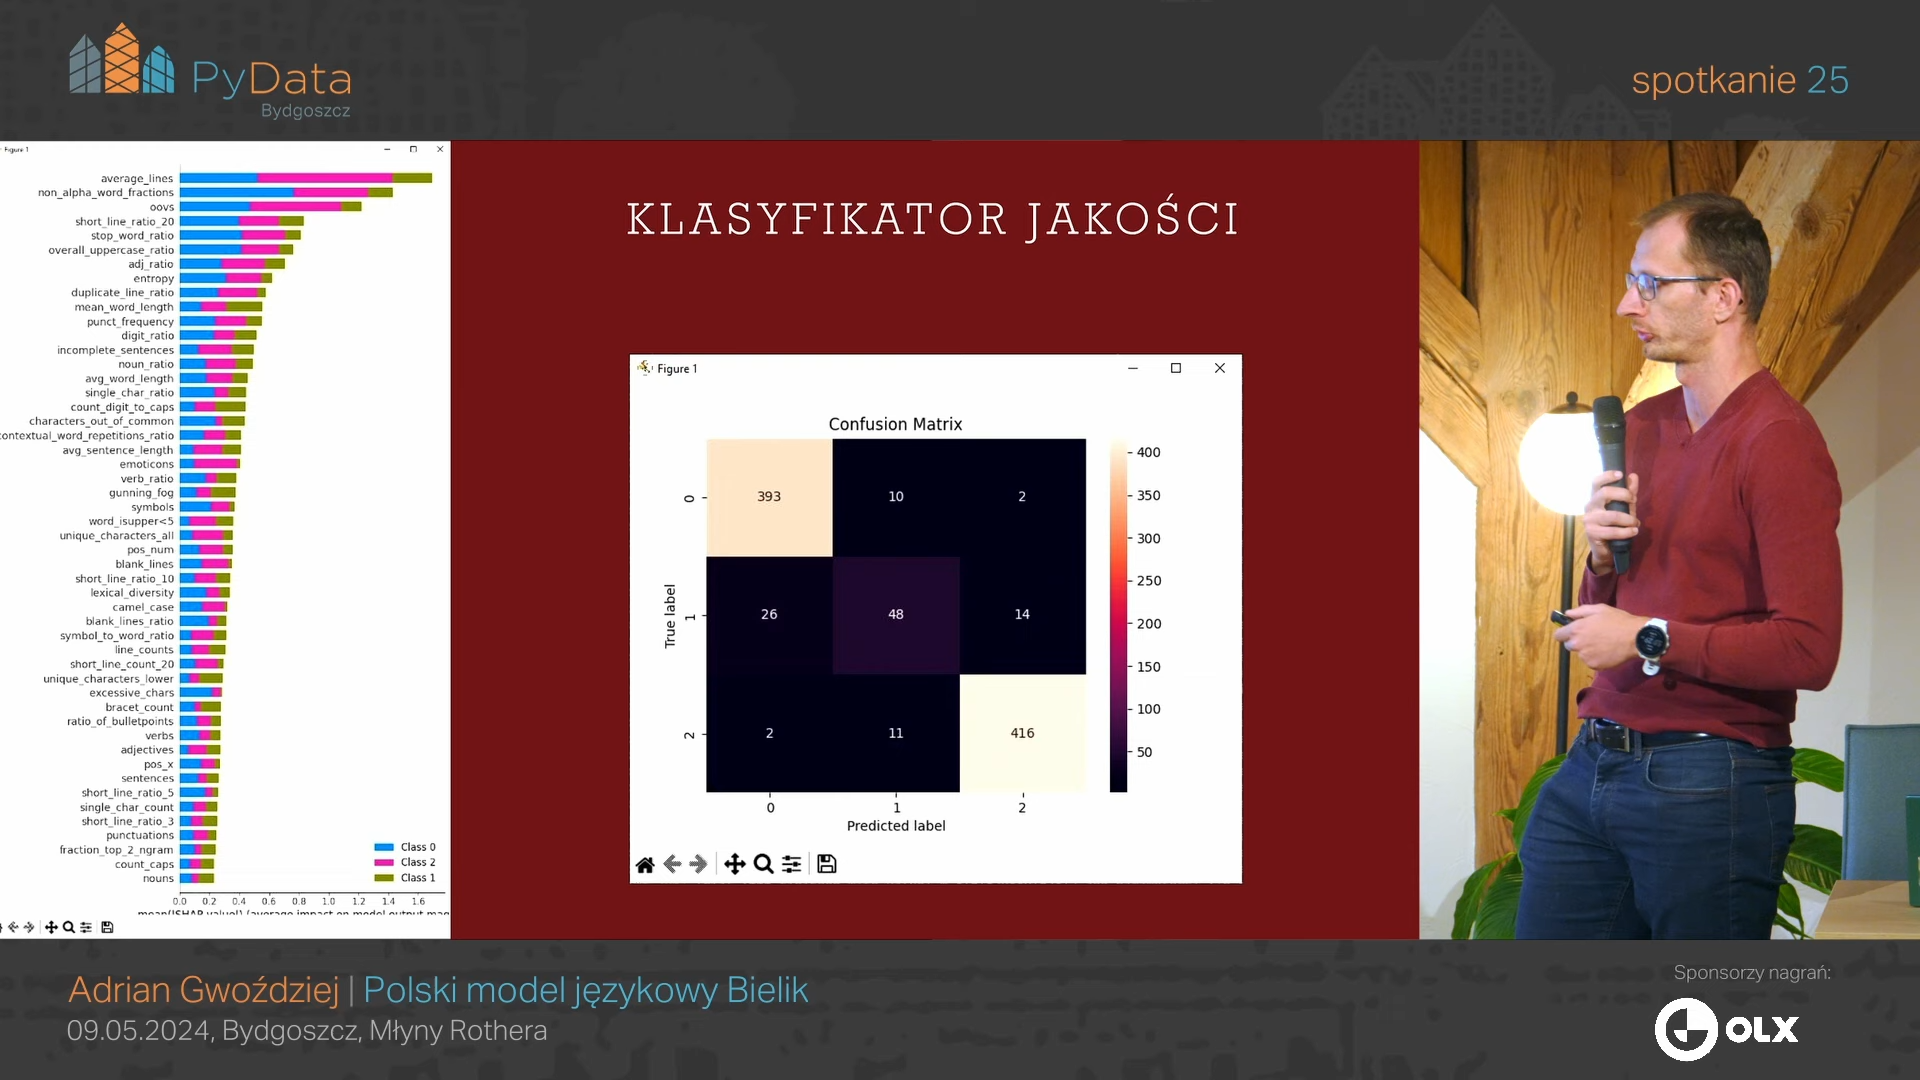 PyData
Bydgoszcz
spotkanie 25
Figure 1
average_lines
non_alpha_word_fractions
oovs
short_line_ratio_20
stop_word_ratio
overall_uppercase_ratio
adj_ratio
entropy
duplicate_line_ratio
mean_word_length
punct_frequency
digit_ratio
incomplete_sentences
noun_ratio
avg_word_length
single_char_ratio
count_digit_to_caps
characters_out_of_common
contextual_word_repetitions_ratio
avg_sentence_length
emoticons
verb_ratio
gunning_fog
symbols
word_isupper<5
unique_characters_all
pos_num
blank_lines
short_line_ratio_10
lexical_diversity
camel_case
blank_lines_ratio
symbol_to_word_ratio
line_counts
short_line_count_20
unique_characters_lower
excessive_chars
bracet_count
ratio_of_bulletpoints
verbs
adjectives
pos_x
sentences
short_line_ratio_5
single_char_count
short_line_ratio_3
punctuations
fraction_top_2_ngram
count_caps
nouns
Class 0
Class 2
Class 1
0.0 0.2 0.4 0.6 0.8 1.0 1.2 1.4 1.6
mean(|SHAP value|) (average impact on model output mag
KLASYFIKATOR JAKOŚCI
Figure 1
Confusion Matrix
393 10 2
26 48 14
2 11 416
0
1
2
True label
0 1 2
Predicted label
400
350
300
250
200
150
100
50
Adrian Gwoździej | Polski model językowy Bielik
09.05.2024, Bydgoszcz, Młyny Rothera
Sponsorzy nagrań:
OLX